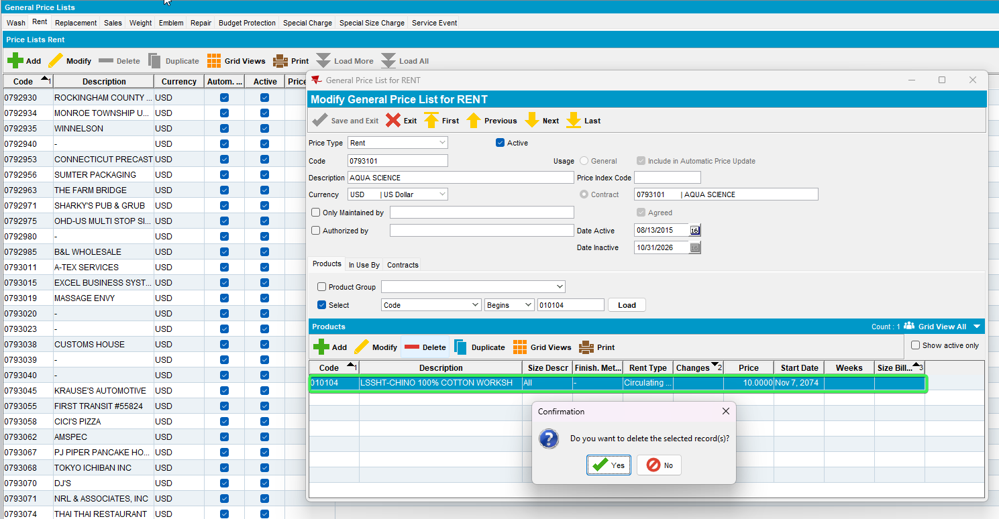 General Price Lists
Wash Rent Replacement Sales Weight Emblem Repair Budget Protection Special Charge Special Size Charge Service Event
Price Lists Rent
Add Modify Delete Duplicate Grid Views Print Load More Load All
Code 1 Description Currency Autom. ... Active Price
0792930 ROCKINGHAM COUNTY ... USD
0792934 MONROE TOWNSHIP U... USD
0792935 WINNELSON USD
0792940 - USD
0792953 CONNECTICUT PRECAST USD
0792956 SUMTER PACKAGING USD
0792963 THE FARM BRIDGE USD
0792971 SHARKY'S PUB & GRUB USD
0792975 OHD-US MULTI STOP SI... USD
0792980 - USD
0792985 B&L WHOLESALE USD
0793011 A-TEX SERVICES USD
0793015 EXCEL BUSINESS SYST... USD
0793019 MASSAGE ENVY USD
0793020 - USD
0793023 - USD
0793038 CUSTOMS HOUSE USD
0793039 - USD
0793040 - USD
0793045 KRAUSE'S AUTOMOTIVE USD
0793055 FIRST TRANSIT #55824 USD
0793058 CICI'S PIZZA USD
0793062 AMSPEC USD
0793067 PJ PIPER PANCAKE HO... USD
0793068 TOKYO ICHIBAN INC USD
0793070 DJ'S USD
0793071 NRL & ASSOCIATES, INC USD
0793074 THAI THAI RESTAURANT USD
General Price List for RENT
Modify General Price List for RENT
Save and Exit Exit First Previous Next Last
Price Type Rent Active
Code 0793101 Usage General Include in Automatic Price Update
Description AQUA SCIENCE Price Index Code
Currency USD | US Dollar Contract 0793101 | AQUA SCIENCE
Only Maintained by Agreed
Authorized by Date Active 08/13/2015 16
Date Inactive 10/31/2026 16
Products In Use By Contracts
Product Group
Select Code Begins 010104 Load
Products Count : 1 Grid View All
Add Modify Delete Duplicate Grid Views Print Show active only
Code 1 Description Size Descr Finish. Met... Rent Type Changes 2 Price Start Date Weeks Size Bill... 3
010104 LSSHT-CHINO 100% COTTON WORKSH All - Circulating ... 10.0000 Nov 7, 2074
Confirmation
Do you want to delete the selected record(s)?
Yes No